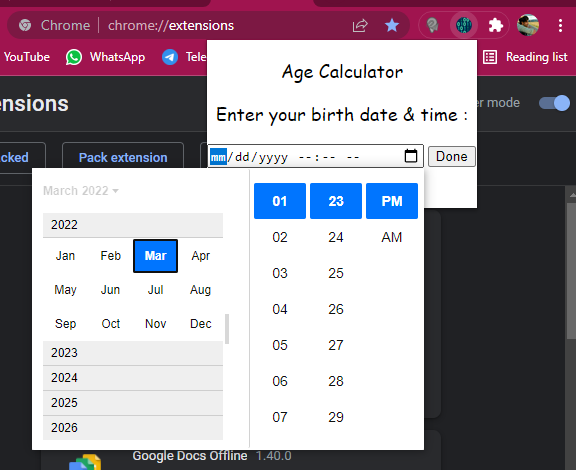 Chrome | chrome://extensions
YouTube WhatsApp Tele Reading list
Age Calculator
ensions
Enter your birth date & time :
er mode
mm/dd/yyyy --:-- -- Done
acked Pack extension
March 2022
2022
Jan Feb Mar Apr
May Jun Jul Aug
Sep Oct Nov Dec
2023
2024
2025
2026
01 23 PM
02 24 AM
03 25
04 26
05 27
06 28
07 29
Google Docs Offline 1.40.0